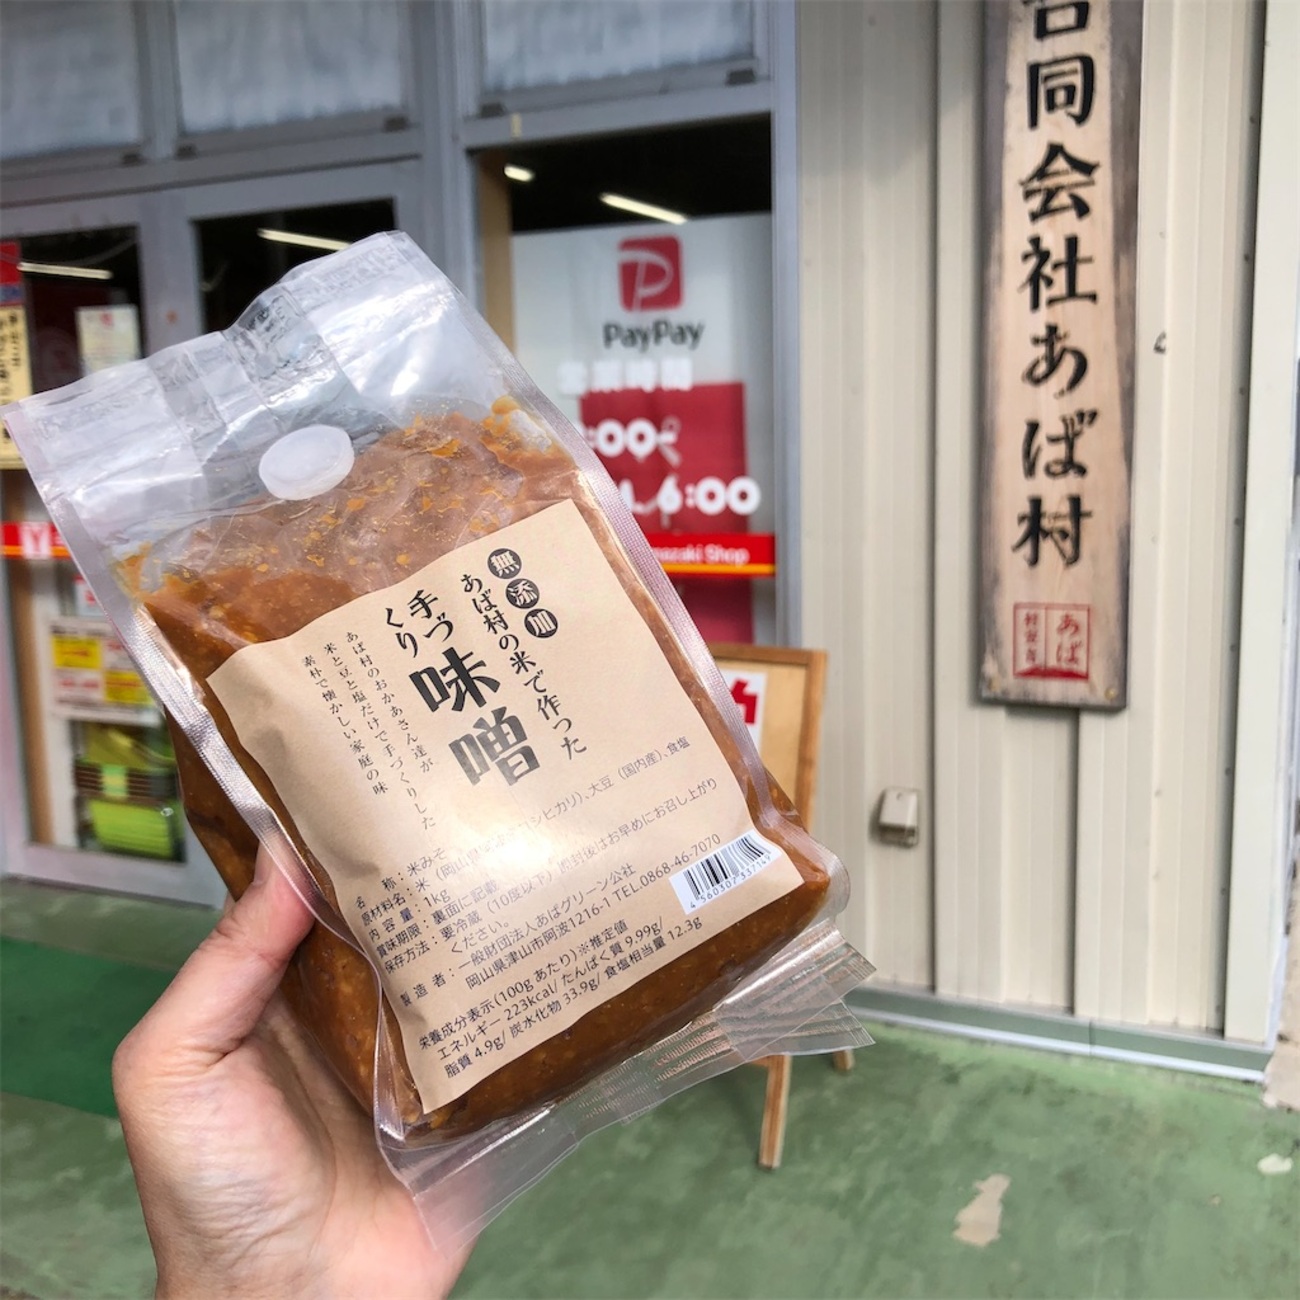 合同会社あば村
あば
PayPay
営業時間
6:00
Shop
無添加
あば村の米で作った
手づくり
味噌
あば村のおかあさん達が
米と豆と塩だけで手づくりした
素朴で懐かしい家庭の味
名　称：米みそ
原材料名：米(岡山県 コシヒカリ)、大豆（国内産）、食塩
内容量：1kg
賞味期限：裏面に記載
保存方法：要冷蔵（10度以下）開封後はお早めにお召し上がり
ください。
製造者：一般財団法人あばグリーン公社
岡山県津山市阿波1216-1 TEL.0868-46-7070
栄養成分表示(100gあたり)※推定値
エネルギー 223kcal/ たんぱく質 9.99g/
脂質 4.9g/ 炭水化物 33.9g/ 食塩相当量 12.3g
4 560307 537149